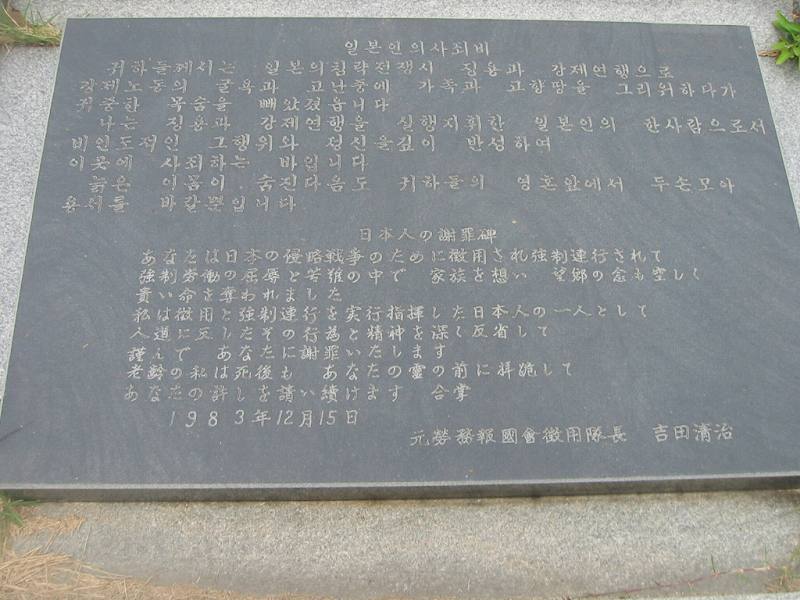 일본인의사죄비
귀하들께서는 일본의침략전쟁시 징용과 강제연행으로
강제노동의 굴욕과 고난중에 가족과 고향땅을 그리워하다가
귀중한 목숨을 빼았겼읍니다
나는 징용과 강제연행을 실행지휘한 일본인의 한사람으로서
비인도적인 그행위와 정신을깊이 반성하여
이곳에 사죄하는 바입니다
늙은 이몸이 숨진다음도 귀하들의 영혼앞에서 두손모아
용서를 바랄뿐입니다
日本人の謝罪碑
あなたは日本の侵略戦争のために徴用され強制連行されて
強制労働の屈辱と苦難の中で 家族を想い 望郷の念も空しく
貴い命を奪われました
私は徴用と強制連行を実行指揮した日本人の一人として
人道に反したその行為と精神を深く反省して
謹んで あなたに謝罪いたします
老齢の私は死後も あなたの霊の前に拝跪して
あなたの許しを請い続けます 合掌
1983年12月15日
元勞務報國會徴用隊長 吉田清治